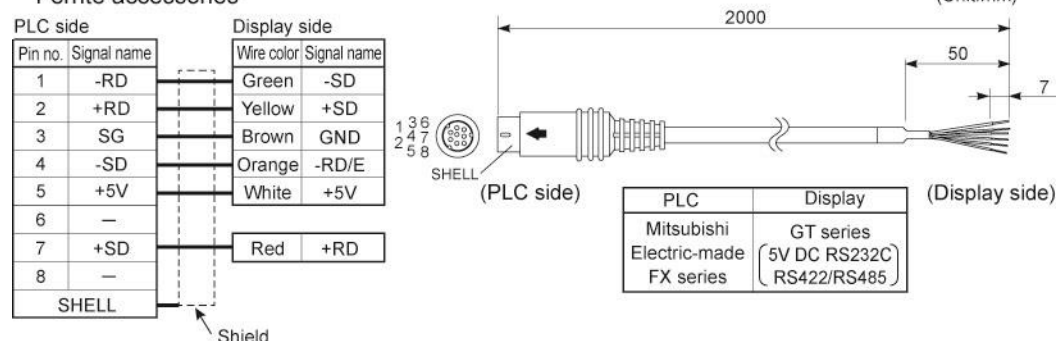 Ferrite accessories
(Unit:mm)
PLC side Display side
Pin no. Signal name Wire color Signal name
1 -RD Green -SD
2 +RD Yellow +SD
3 SG Brown GND
4 -SD Orange -RD/E
5 +5V White +5V
6 —
7 +SD Red +RD
8 —
SHELL
Shield
2000
50
7
1 3 6
4 7
2 5 8
SHELL
(PLC side)
(Display side)
PLC Display
Mitsubishi GT series
Electric-made 5V DC RS232C
FX series RS422/RS485